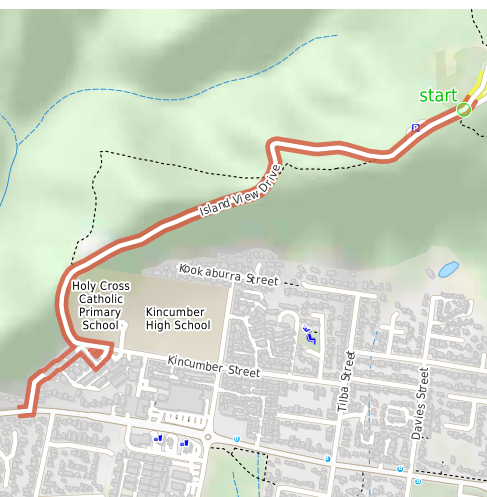 start
P
Island View Drive
Kookaburra Street
Holy Cross
Catholic
Primary
School
Kincumber
High School
Kincumber Street
Tilba Street
Davies Street